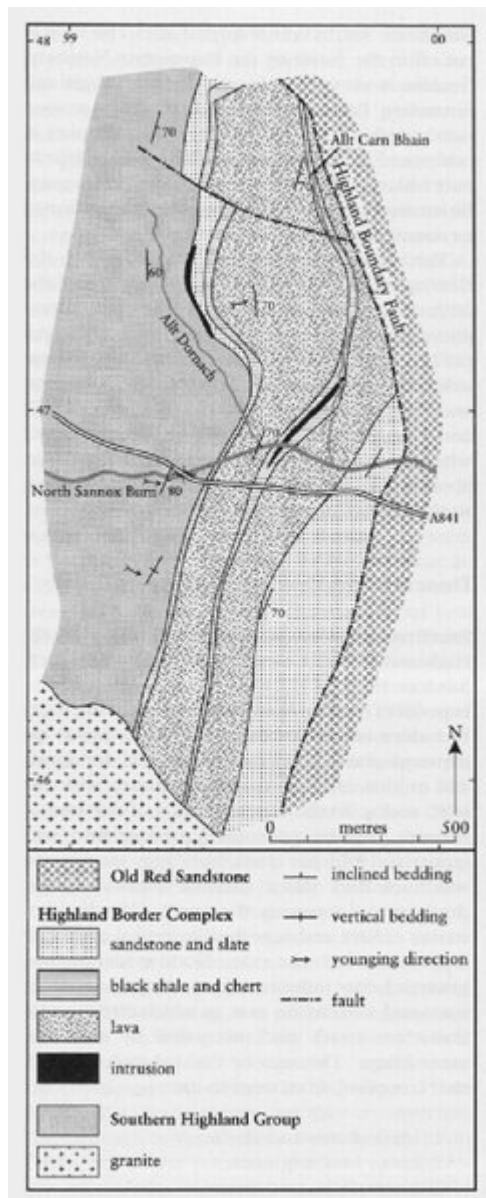 48
99
00
70
Allt Carn Bhain
Highland Boundary Fault
70
60
70
Allt Dornach
47
70
North Sannox Burn
80
A841
70
N
46
0 metres 500
Old Red Sandstone
Highland Border Complex
sandstone and slate
black shale and chert
lava
intrusion
Southern Highland Group
granite
inclined bedding
vertical bedding
younging direction
fault